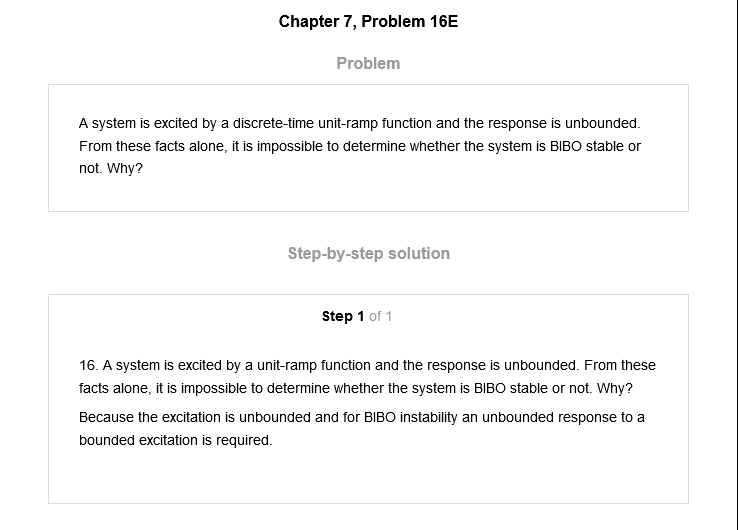 Chapter 7, Problem 16E
Problem
A system is excited by a discrete-time unit-ramp function and the response is unbounded.
From these facts alone, it is impossible to determine whether the system is BIBO stable or
not. Why?
Step-by-step solution
Step 1 of 1
16. A system is excited by a unit-ramp function and the response is unbounded. From these
facts alone, it is impossible to determine whether the system is BIBO stable or not. Why?
Because the excitation is unbounded and for BIBO instability an unbounded response to a
bounded excitation is required.